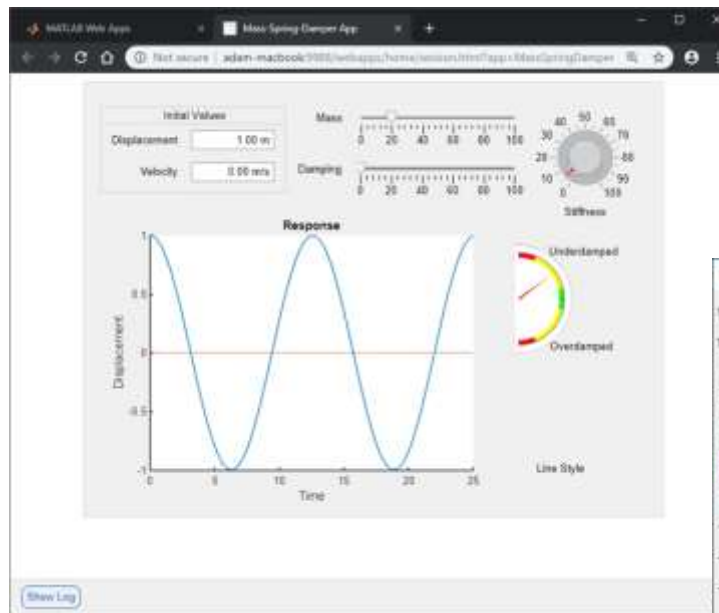 MATLAB Web Apps
Mass-Spring-Damper App
Not secure | adam-macbook:9988/webapps/home/session.html?app=MassSpringDamper
Initial Values
Displacement 1.00 m
Velocity 0.00 m/s
Mass
0 20 40 60 80 100
Damping
0 20 40 60 80 100
0 10 20 30 40 50 60 70 80 90 100
Stiffness
Response
1
0.5
0
-0.5
-1
Displacement
0 5 10 15 20 25
Time
Underdamped
Overdamped
Line Style
Show Log